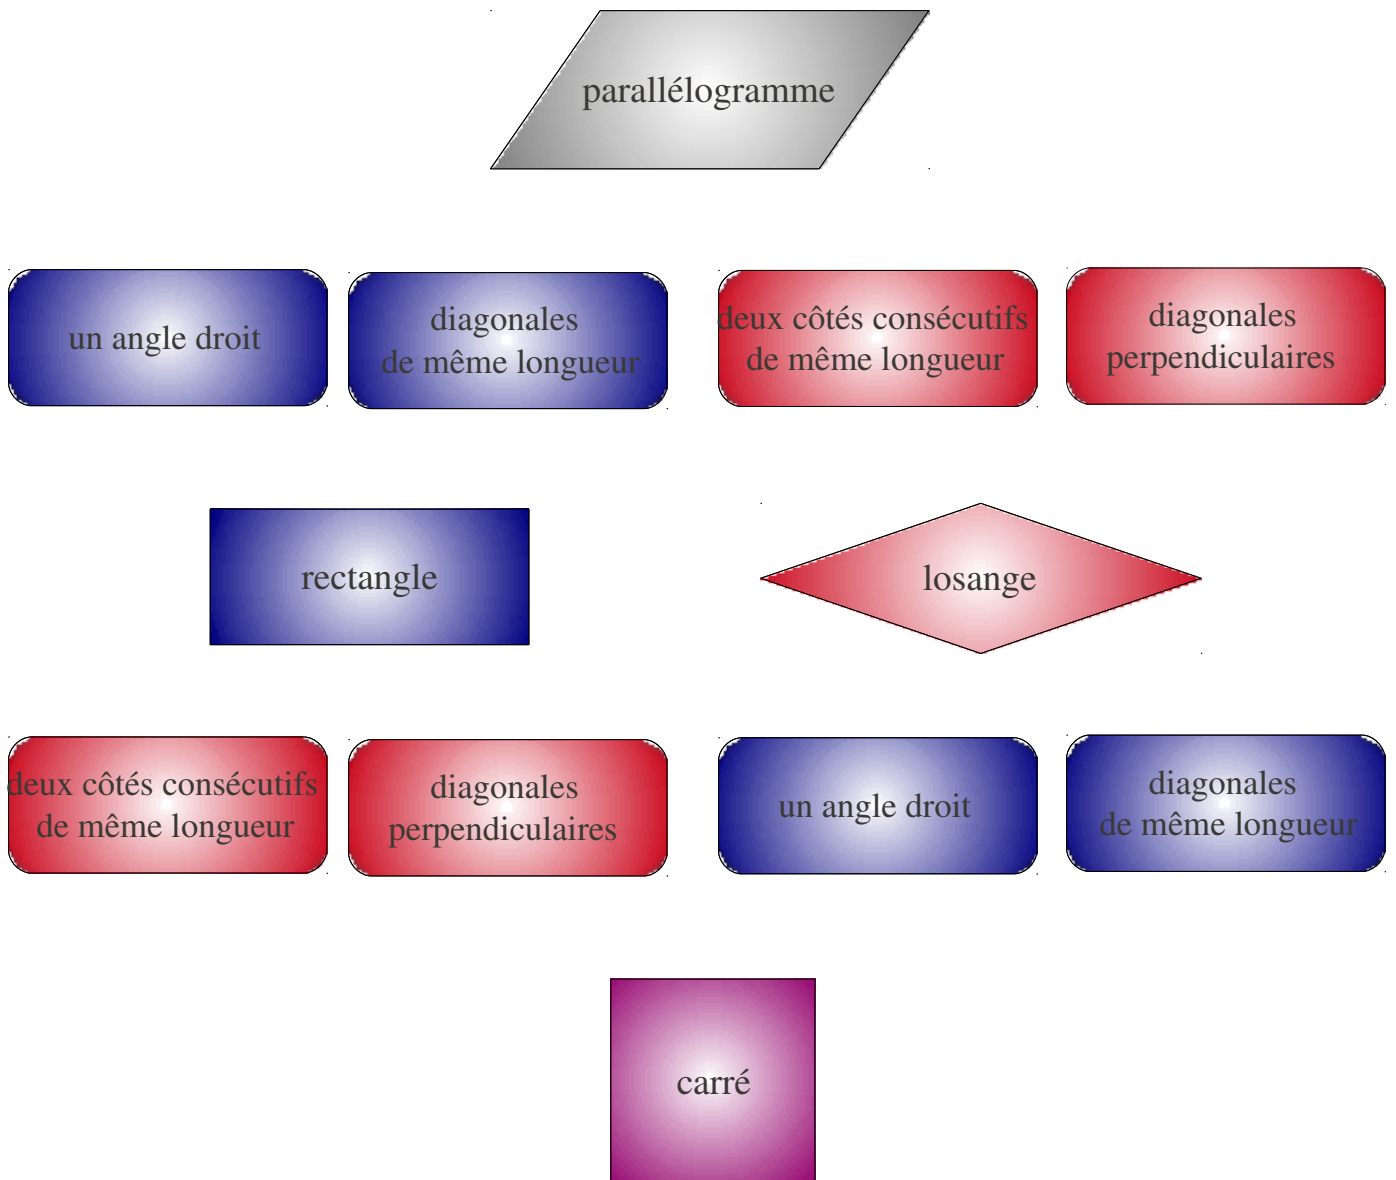 parallélogramme
un angle droit
diagonales
de même longueur
deux côtés consécutifs
de même longueur
diagonales
perpendiculaires
rectangle
losange
deux côtés consécutifs
de même longueur
diagonales
perpendiculaires
un angle droit
diagonales
de même longueur
carré